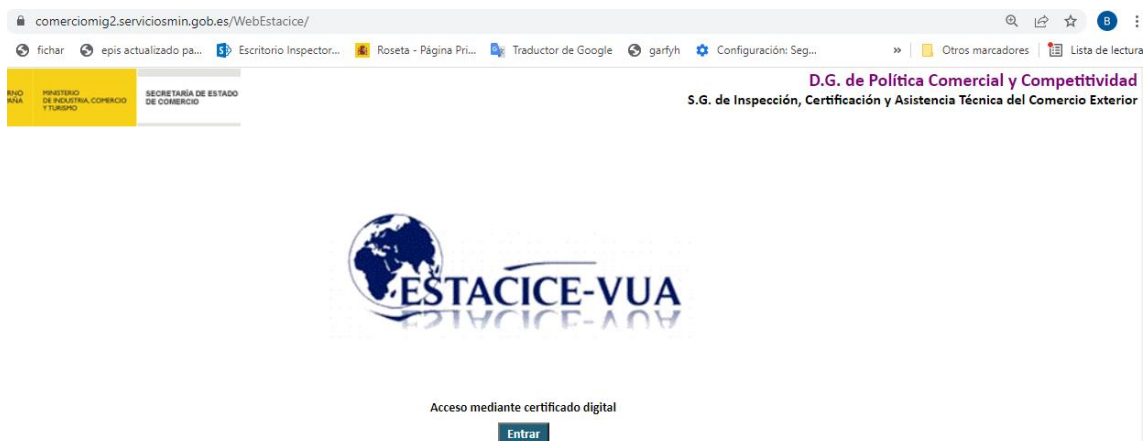 comerciomig2.serviciosmin.gob.es/WebEstacice/
B
fichar epis actualizado pa... Escritorio Inspector... Roseta - Página Pri... Traductor de Google garfyh Configuración: Seg... » Otros marcadores Lista de lectura
MINISTERIO
DE INDUSTRIA, COMERCIO
Y TURISMO
SECRETARÍA DE ESTADO
DE COMERCIO
D.G. de Política Comercial y Competitividad
S.G. de Inspección, Certificación y Asistencia Técnica del Comercio Exterior
ESTACICE-VUA
Acceso mediante certificado digital
Entrar